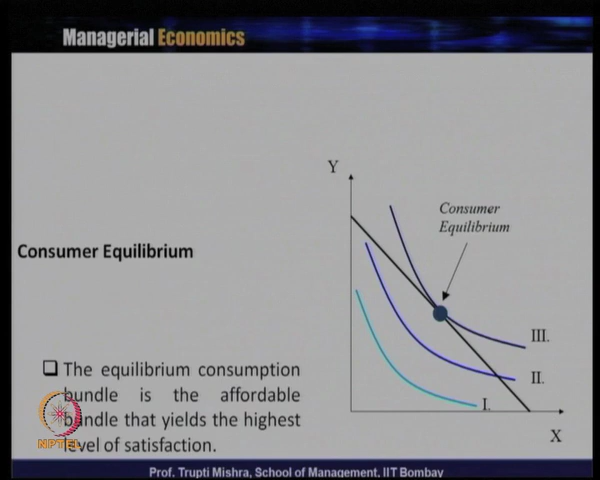 Managerial Economics
Y
Consumer
Equilibrium
Consumer Equilibrium
III.
The equilibrium consumption
bundle is the affordable
bundle that yields the highest
level of satisfaction.
II.
I.
X
NPTEL
Prof. Trupti Mishra, School of Management, IIT Bombay